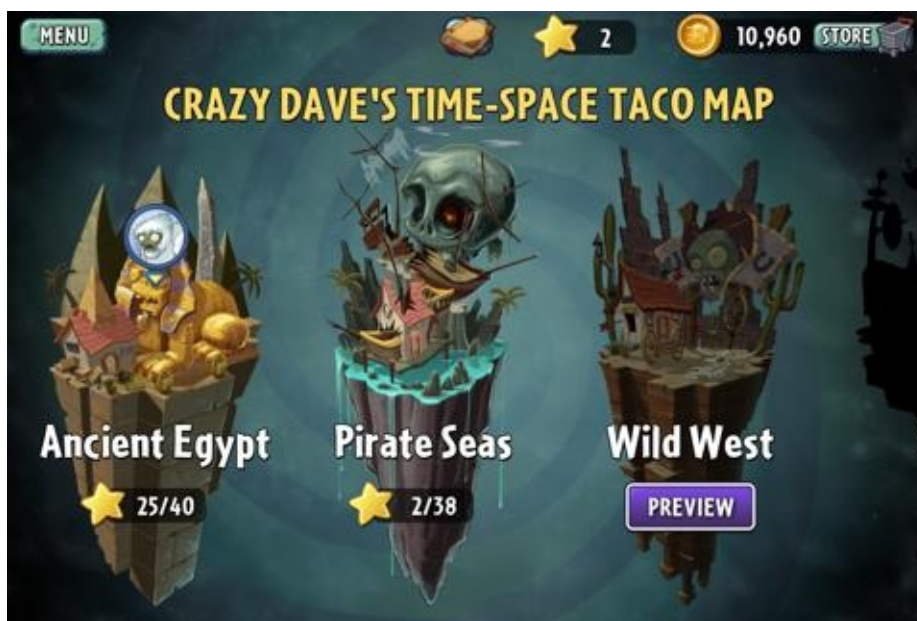 MENU
2
10,960
STORE
CRAZY DAVE'S TIME-SPACE TACO MAP
Ancient Egypt
Pirate Seas
Wild West
25/40
2/38
PREVIEW